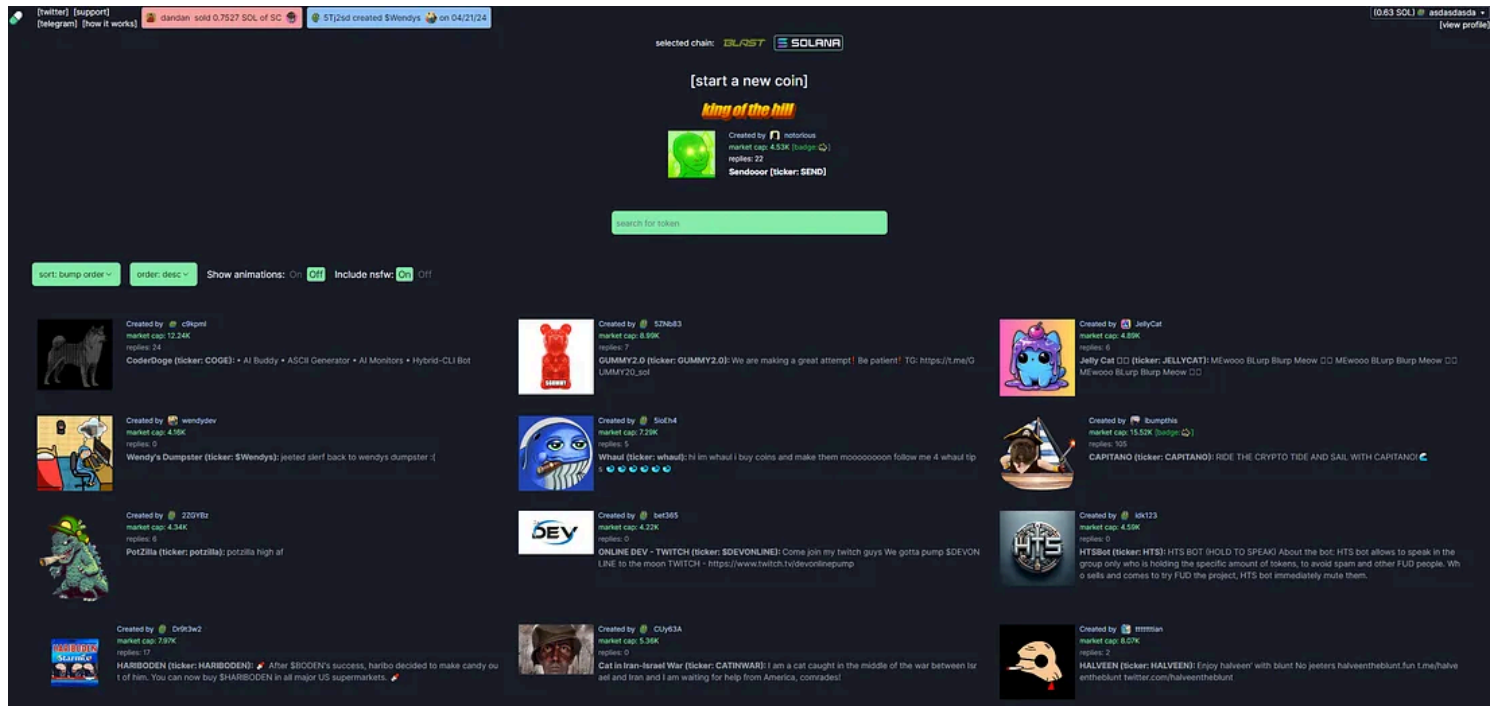 [twitter] [support]
[telegram] [how it works]
dandan sold 0.7527 SOL of SC
5Tj2sd created $Wendys on 04/21/24
(0.63 SOL) asdasdasda
[view profile]
selected chain: BLAST SOLANA
[start a new coin]
king of the hill
Created by notorious
market cap: 4.53K [badge: ]
replies: 22
Sendooor [ticker: SEND]
search for token
sort: bump order
order: desc
Show animations: On Off
Include nsfw: On Off
Created by c9kpml
market cap: 12.24K
replies: 24
CoderDoge (ticker: COGE): • AI Buddy • ASCII Generator • AI Monitors • Hybrid-CLI Bot
GUMMY
Created by 5ZNb83
market cap: 8.99K
replies: 7
GUMMY2.0 (ticker: GUMMY2.0): We are making a great attempt! Be patient! TG: https://t.me/G
UMMY20_sol
Created by JellyCat
market cap: 4.89K
replies: 6
Jelly Cat □□ (ticker: JELLYCAT): MEwooo BLurp Blurp Meow □□ MEwooo BLurp Blurp Meow □□
MEwooo BLurp Blurp Meow □□
Created by wendydev
market cap: 4.16K
replies: 0
Wendy's Dumpster (ticker: $Wendys): jeeted slerf back to wendys dumpster :(
Created by 5ioEh4
market cap: 7.29K
replies: 5
Whaul (ticker: whaul): hi im whaul i buy coins and make them mooooooooon follow me 4 whaul tip
s
Created by ibumpthis
market cap: 15.52K [badge: ]
replies: 105
CAPITANO (ticker: CAPITANO): RIDE THE CRYPTO TIDE AND SAIL WITH CAPITANO!🌊
Created by 2ZGYBz
market cap: 4.34K
replies: 6
PotZilla (ticker: potzilla): potzilla high af
DEV
Created by bet365
market cap: 4.22K
replies: 0
ONLINE DEV - TWITCH (ticker: $DEVONLINE): Come join my twitch guys We gotta pump $DEVON
LINE to the moon TWITCH - https://www.twitch.tv/devonlinepump
HTS
Created by ldk123
market cap: 4.59K
replies: 0
HTSBot (ticker: HTS): HTS BOT (HOLD TO SPEAK) About the bot: HTS bot allows to speak in the
group only who is holding the specific amount of tokens, to avoid spam and other FUD people. Wh
o sells and comes to try FUD the project, HTS bot immediately mute them.
HARIBODEN
Starmix
Created by Dr9t3w2
market cap: 7.97K
replies: 17
HARIBODEN (ticker: HARIBODEN): 🚀 After $BODEN's success, haribo decided to make candy ou
t of him. You can now buy $HARIBODEN in all major US supermarkets. 🚀
Created by CUy63A
market cap: 5.36K
replies: 0
Cat in Iran-Israel War (ticker: CATINWAR): I am a cat caught in the middle of the war between Isr
ael and Iran and I am waiting for help from America, comrades!
Created by ttttttttian
market cap: 8.07K
replies: 2
HALVEEN (ticker: HALVEEN): Enjoy halveen' with blunt No jeeters halveentheblunt.fun t.me/halve
entheblunt twitter.com/halveentheblunt